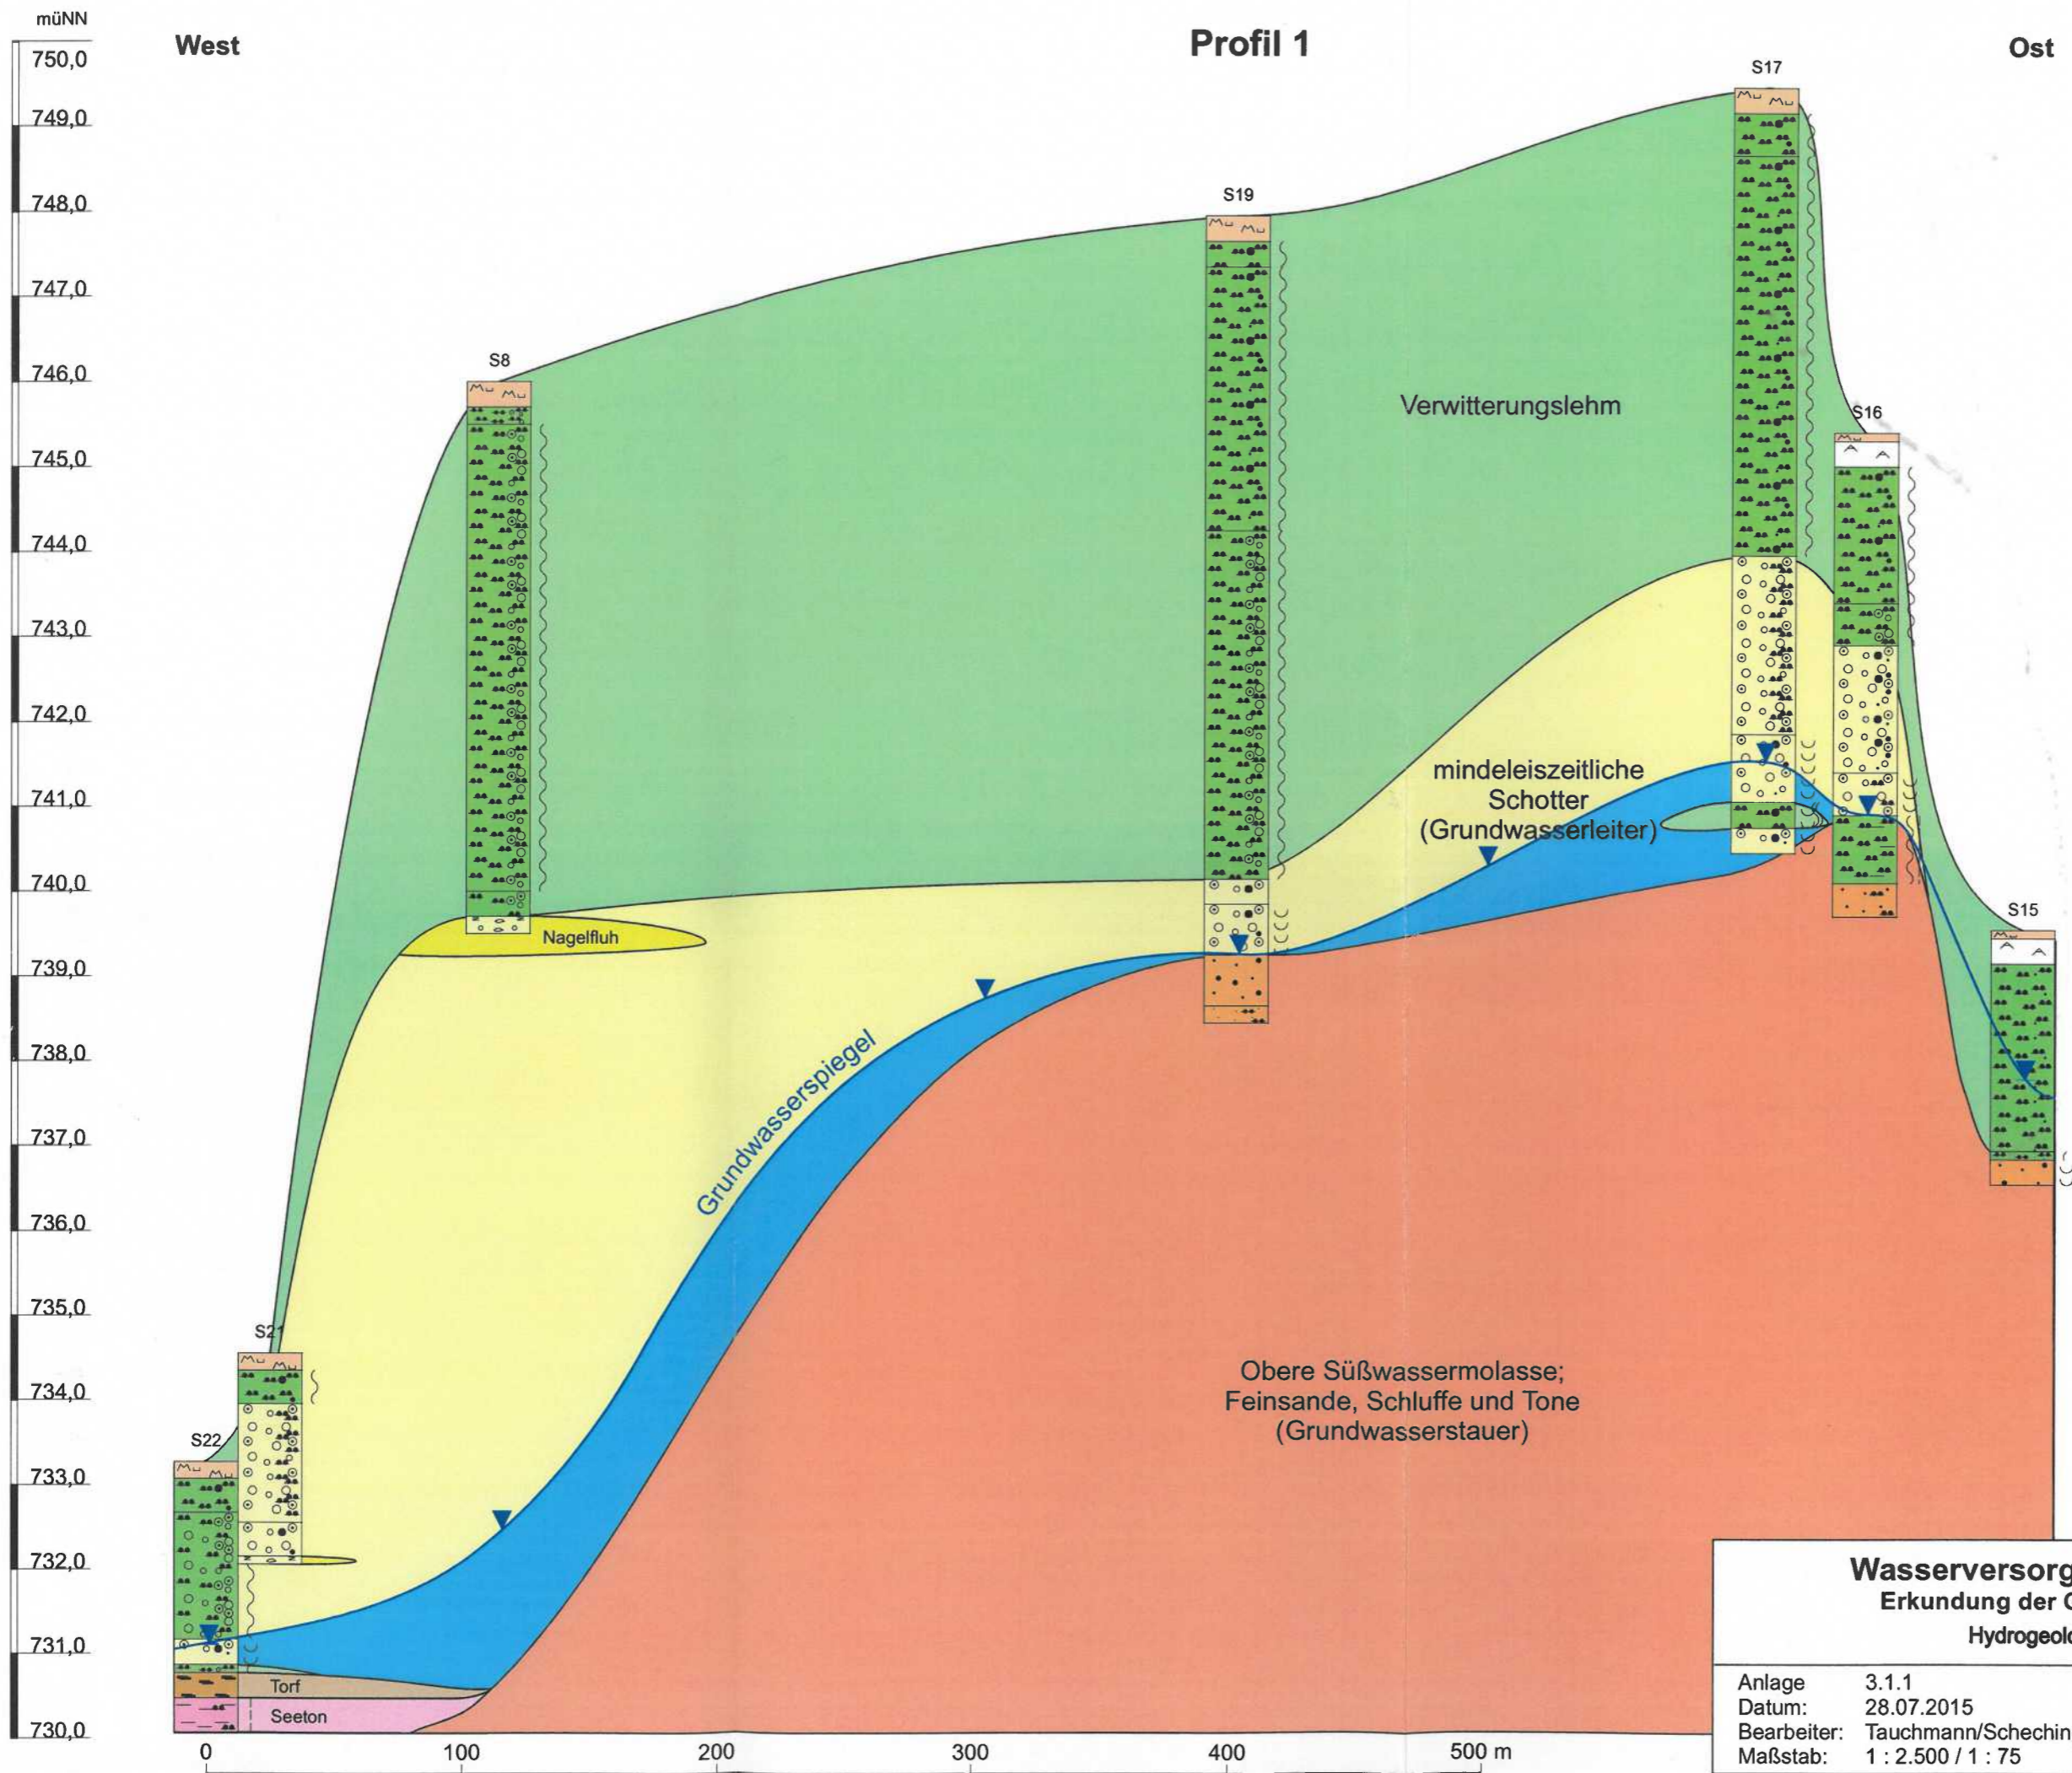 müNN
West
Profil 1
Ost
750,0
749,0
748,0
747,0
746,0
745,0
744,0
743,0
742,0
741,0
740,0
739,0
738,0
737,0
736,0
735,0
734,0
733,0
732,0
731,0
730,0
S17
S19
S8
S16
S15
S21
S22
Verwitterungslehm
mindeleiszeitliche
Schotter
(Grundwasserleiter)
Nagelfluh
Grundwasserspiegel
Obere Süßwassermolasse;
Feinsande, Schluffe und Tone
(Grundwasserstauer)
Torf
Seeton
0 100 200 300 400 500 m
Wasserversorg
Erkundung der
Hydrogeolo
Anlage 3.1.1
Datum: 28.07.2015
Bearbeiter: Tauchmann/Schechin
Maßstab: 1 : 2.500 / 1 : 75